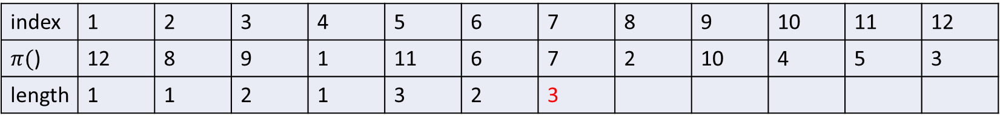 index 1 2 3 4 5 6 7 8 9 10 11 12
π() 12 8 9 1 11 6 7 2 10 4 5 3
length 1 1 2 1 3 2 3